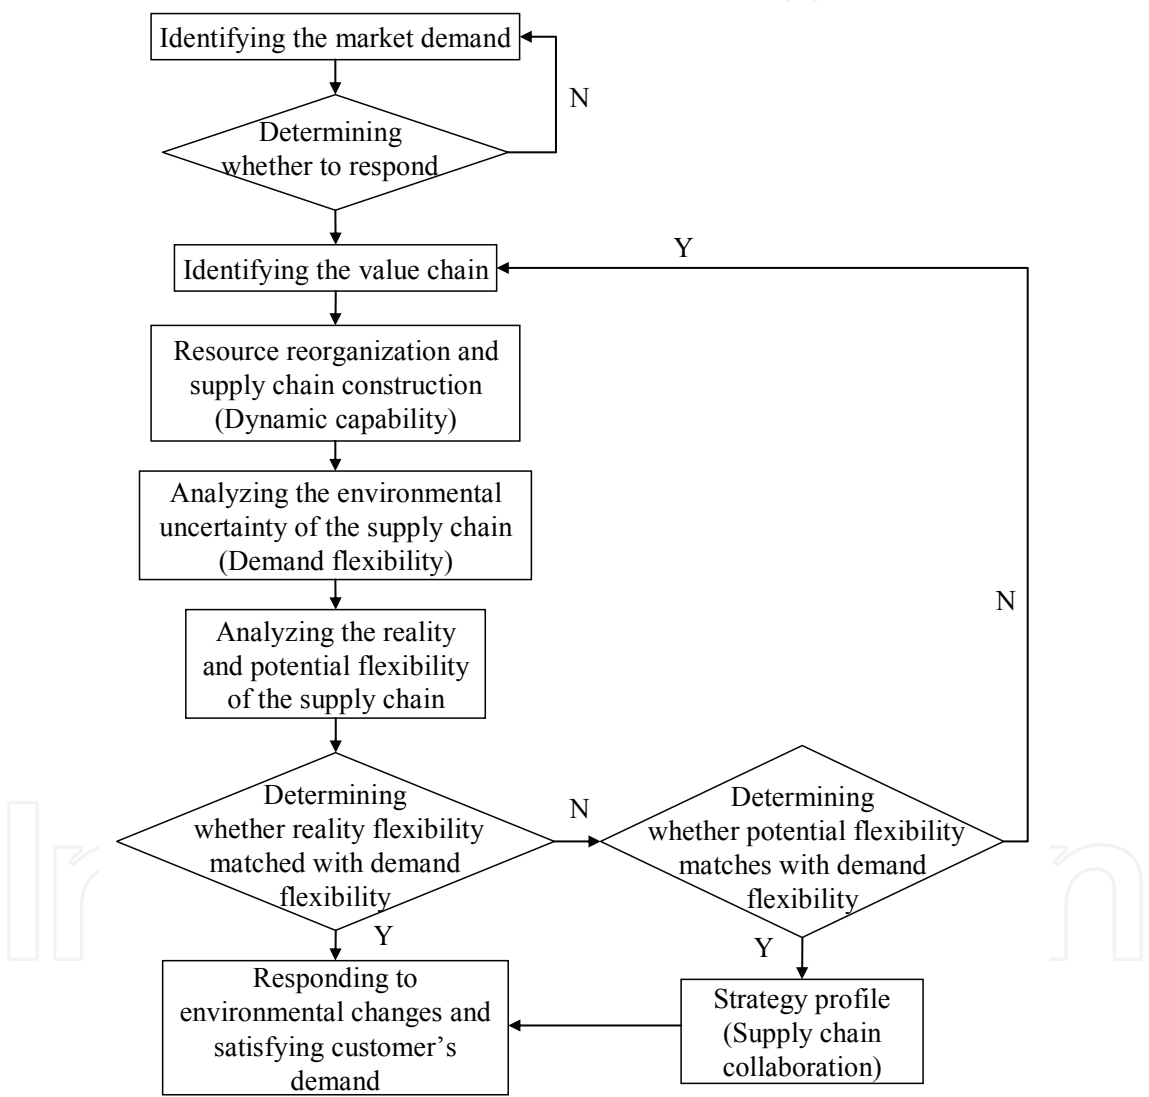 Identifying the market demand
N
Determining
whether to respond
Y
Identifying the value chain
Resource reorganization and
supply chain construction
(Dynamic capability)
Analyzing the environmental
uncertainty of the supply chain
(Demand flexibility)
N
Analyzing the reality
and potential flexibility
of the supply chain
Determining
whether reality flexibility
matched with demand
flexibility
N
Determining
whether potential flexibility
matches with demand
flexibility
Y
Y
Responding to
environmental changes and
satisfying customer’s
demand
Strategy profile
(Supply chain
collaboration)